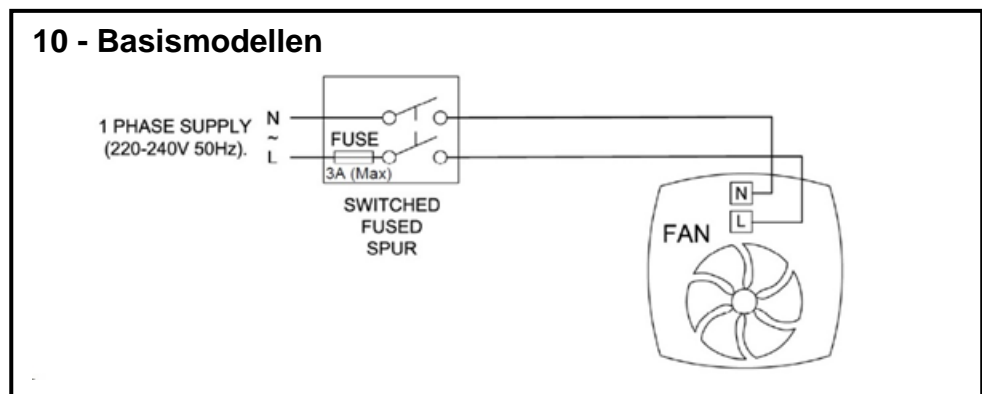 10 - Basismodellen
1 PHASE SUPPLY
(220-240V 50Hz).
N
~
L
FUSE
3A (Max)
SWITCHED
FUSED
SPUR
N
L
FAN